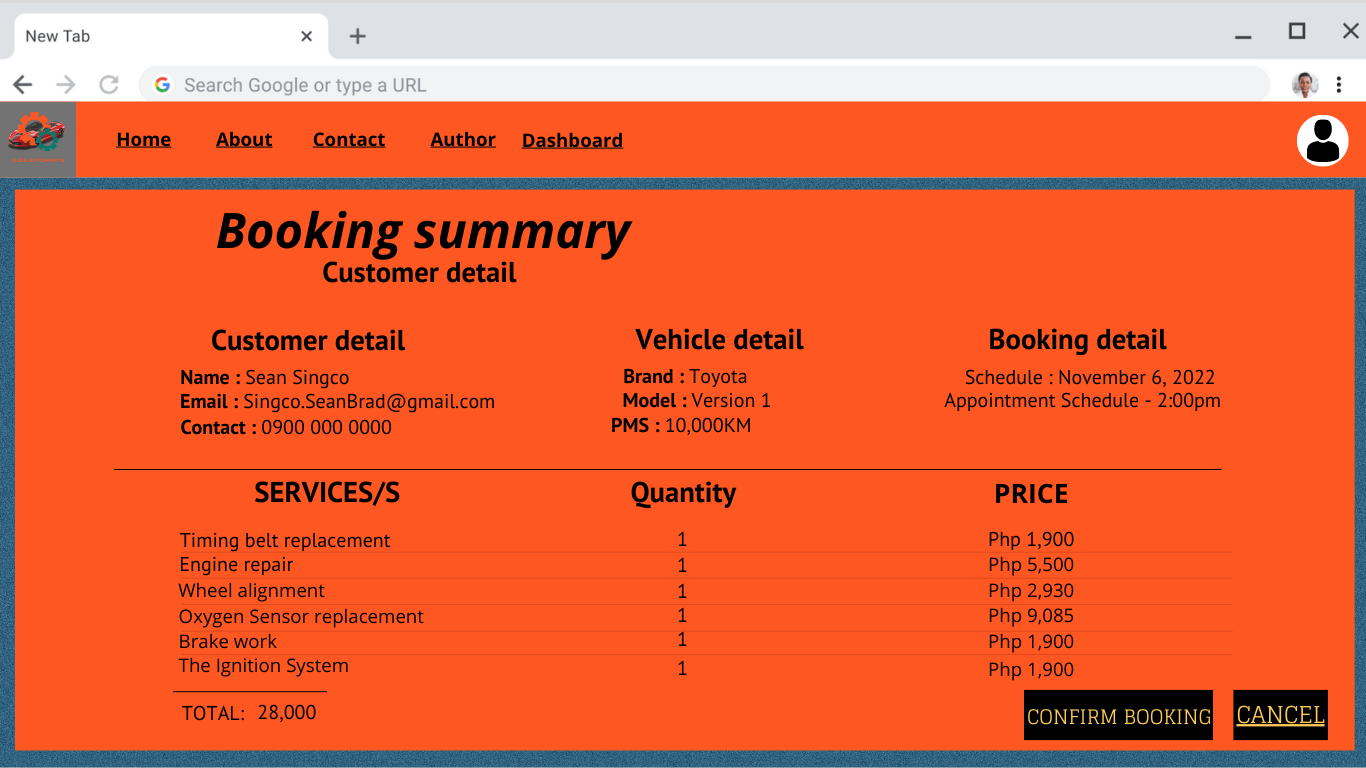 New Tab
Search Google or type a URL
Home About Contact Author Dashboard
Booking summary
Customer detail
Customer detail Vehicle detail Booking detail
Name : Sean Singco Brand : Toyota Schedule : November 6, 2022
Email : Singco.SeanBrad@gmail.com Model : Version 1 Appointment Schedule - 2:00pm
Contact : 0900 000 0000 PMS : 10,000KM
SERVICES/S Quantity PRICE
Timing belt replacement 1 Php 1,900
Engine repair 1 Php 5,500
Wheel alignment 1 Php 2,930
Oxygen Sensor replacement 1 Php 9,085
Brake work 1 Php 1,900
The Ignition System 1 Php 1,900
TOTAL: 28,000 CONFIRM BOOKING CANCEL